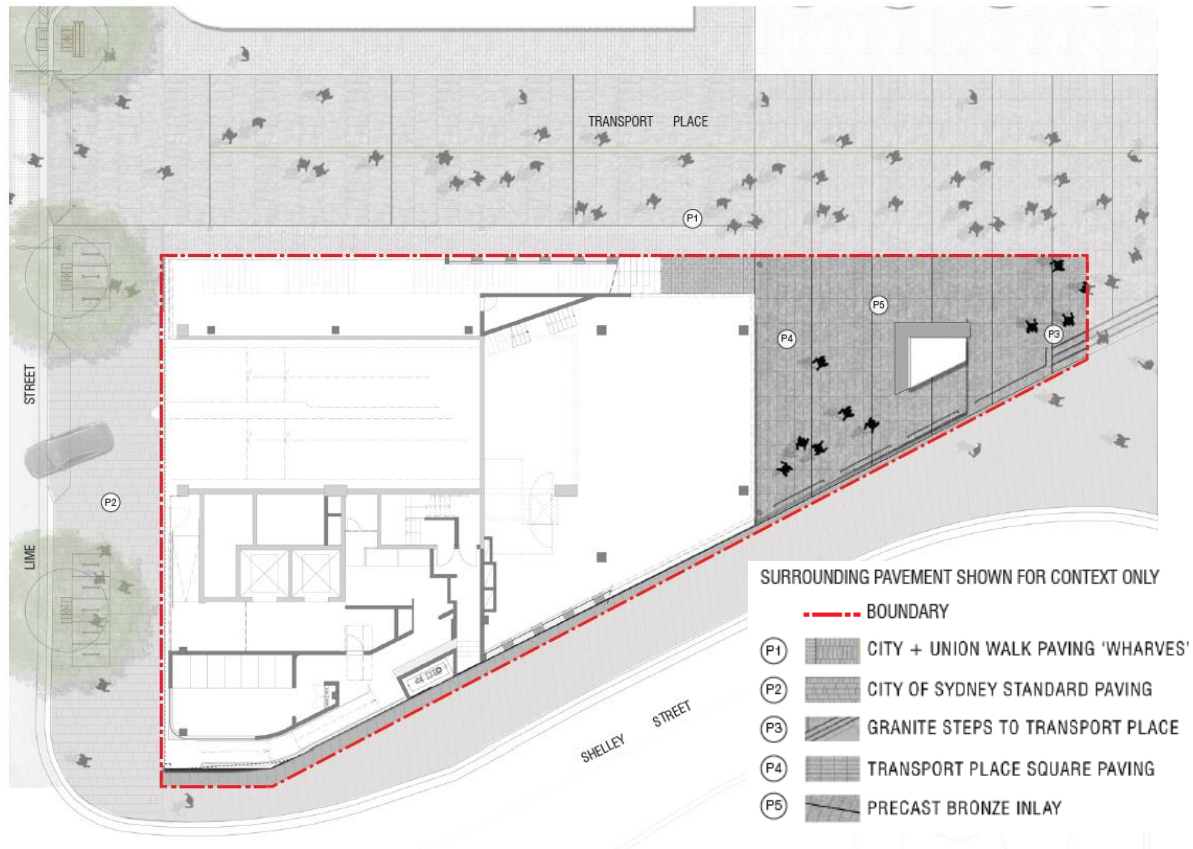 TRANSPORT PLACE
P1
P5
P4
P3
STREET
P2
LIME
SHELLEY STREET
SURROUNDING PAVEMENT SHOWN FOR CONTEXT ONLY
BOUNDARY
P1 CITY + UNION WALK PAVING 'WHARVES'
P2 CITY OF SYDNEY STANDARD PAVING
P3 GRANITE STEPS TO TRANSPORT PLACE
P4 TRANSPORT PLACE SQUARE PAVING
P5 PRECAST BRONZE INLAY